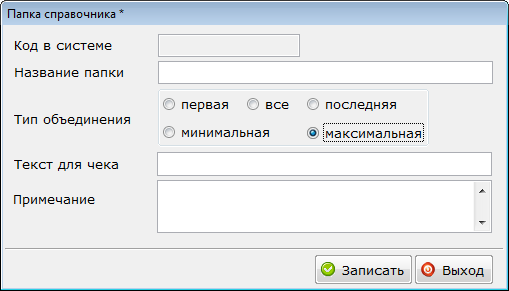 Папка справочника *
Код в системе
Название папки
Тип объединения
первая все последняя
минимальная максимальная
Текст для чека
Примечание
Записать Выход